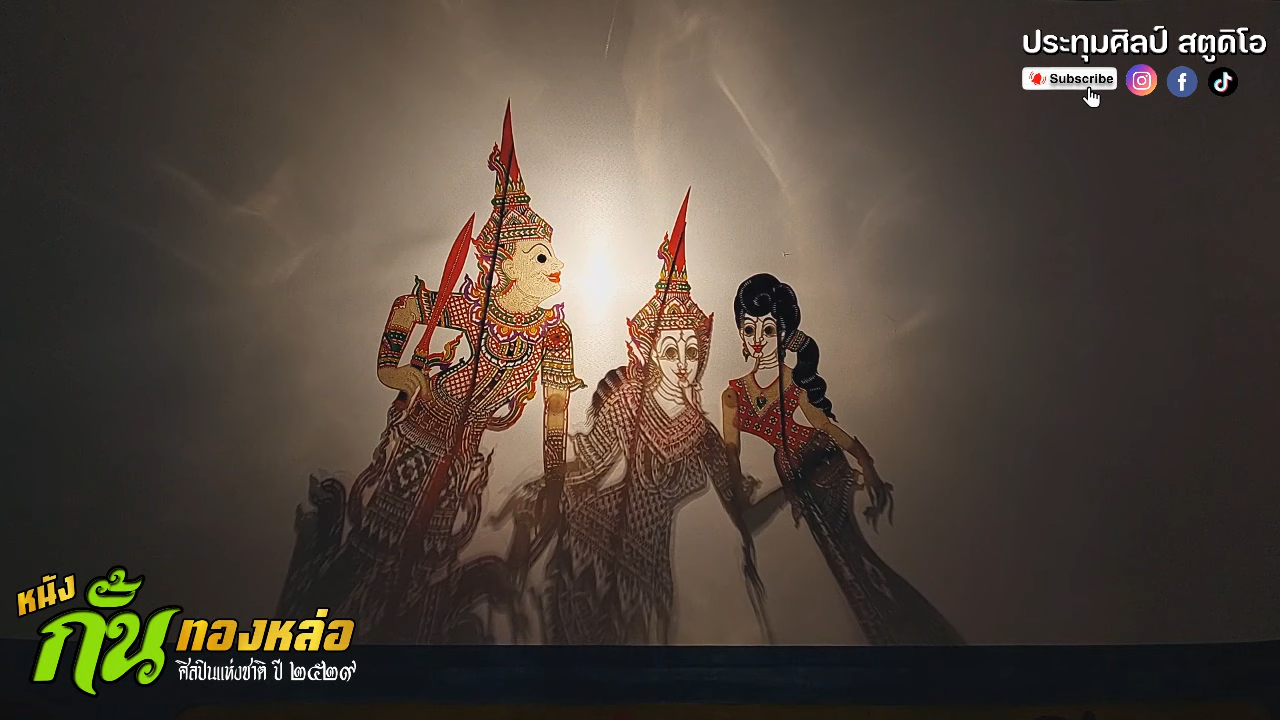 ประทุมศิลป์ สตูดิโอ
Subscribe
หนัง
กั้น
ทองหล่อ
ศิลปินแห่งชาติ ปี ๒๕๒๙